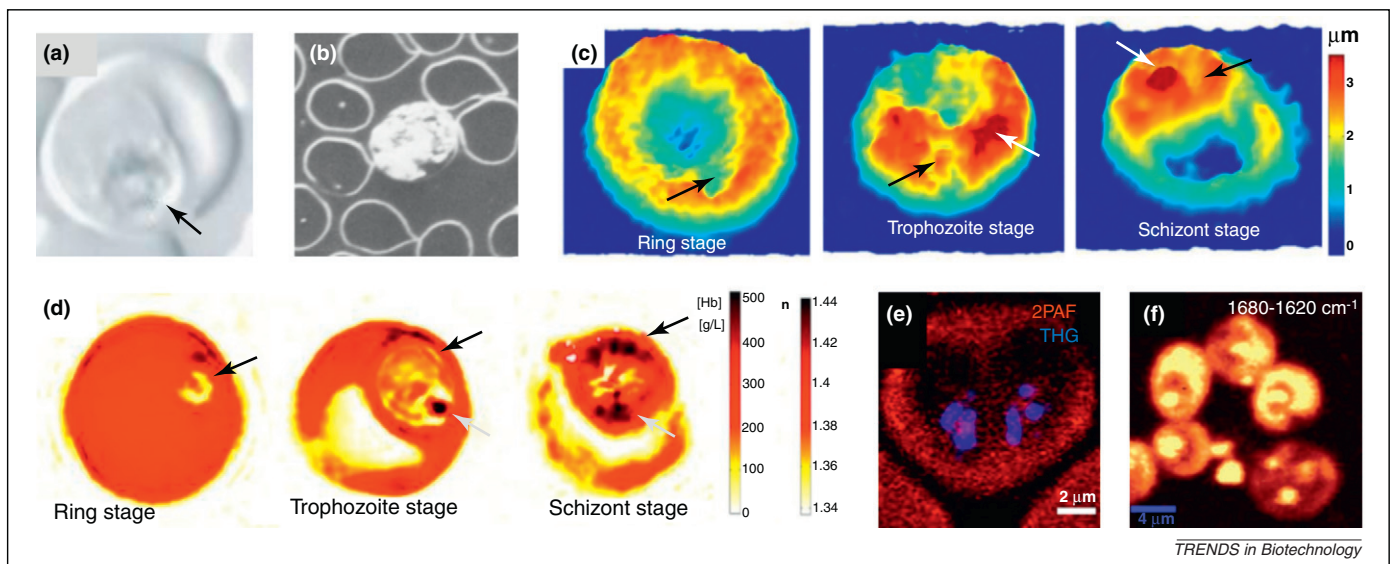 (a)
(b)
(c)
μm
3
2
1
0
Ring stage
Trophozoite stage
Schizont stage
(d)
[Hb]
[g/L]
500
400
300
200
100
0
n
1.44
1.42
1.4
1.38
1.36
1.34
Ring stage
Trophozoite stage
Schizont stage
(e)
2PAF
THG
2 μm
(f)
1680-1620 cm⁻¹
4 μm
TRENDS in Biotechnology